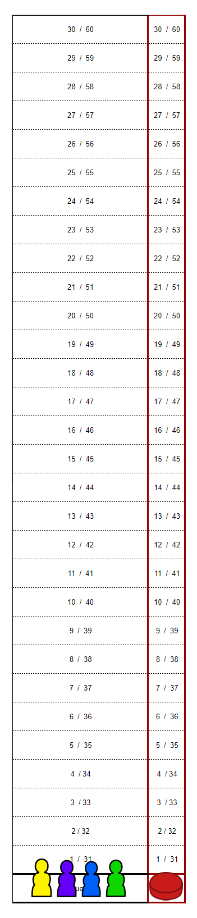 30 / 60 30 / 60
29 / 59 29 / 59
28 / 58 28 / 58
27 / 57 27 / 57
26 / 56 26 / 56
25 / 55 25 / 55
24 / 54 24 / 54
23 / 53 23 / 53
22 / 52 22 / 52
21 / 51 21 / 51
20 / 50 20 / 50
19 / 49 19 / 49
18 / 48 18 / 48
17 / 47 17 / 47
16 / 46 16 / 46
15 / 45 15 / 45
14 / 44 14 / 44
13 / 43 13 / 43
12 / 42 12 / 42
11 / 41 11 / 41
10 / 40 10 / 40
9 / 39 9 / 39
8 / 38 8 / 38
7 / 37 7 / 37
6 / 36 6 / 36
5 / 35 5 / 35
4 / 34 4 / 34
3 / 33 3 / 33
2 / 32 2 / 32
1 / 31 1 / 31